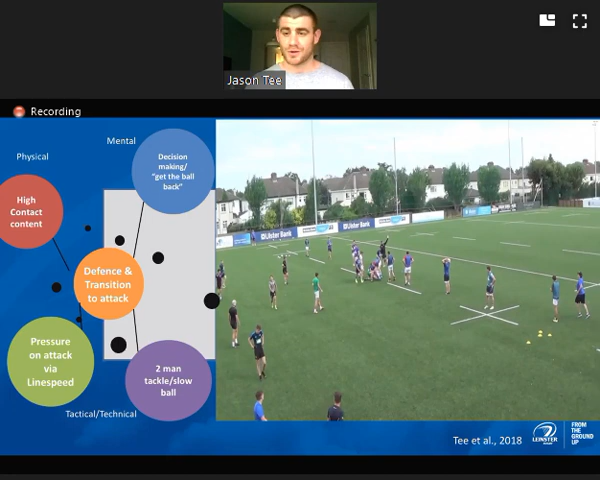 Jason Tee
Recording
Mental
Physical
Decision
making/
"get the ball
back"
High
Contact
content
Defence &
Transition
to attack
Pressure
on attack
via
Linespeed
2 man
tackle/slow
ball
Tactical/Technical
Ulster Bank
Ulster Bank
Tee et al., 2018
LEINSTER
FROM
THE
GROUND
UP